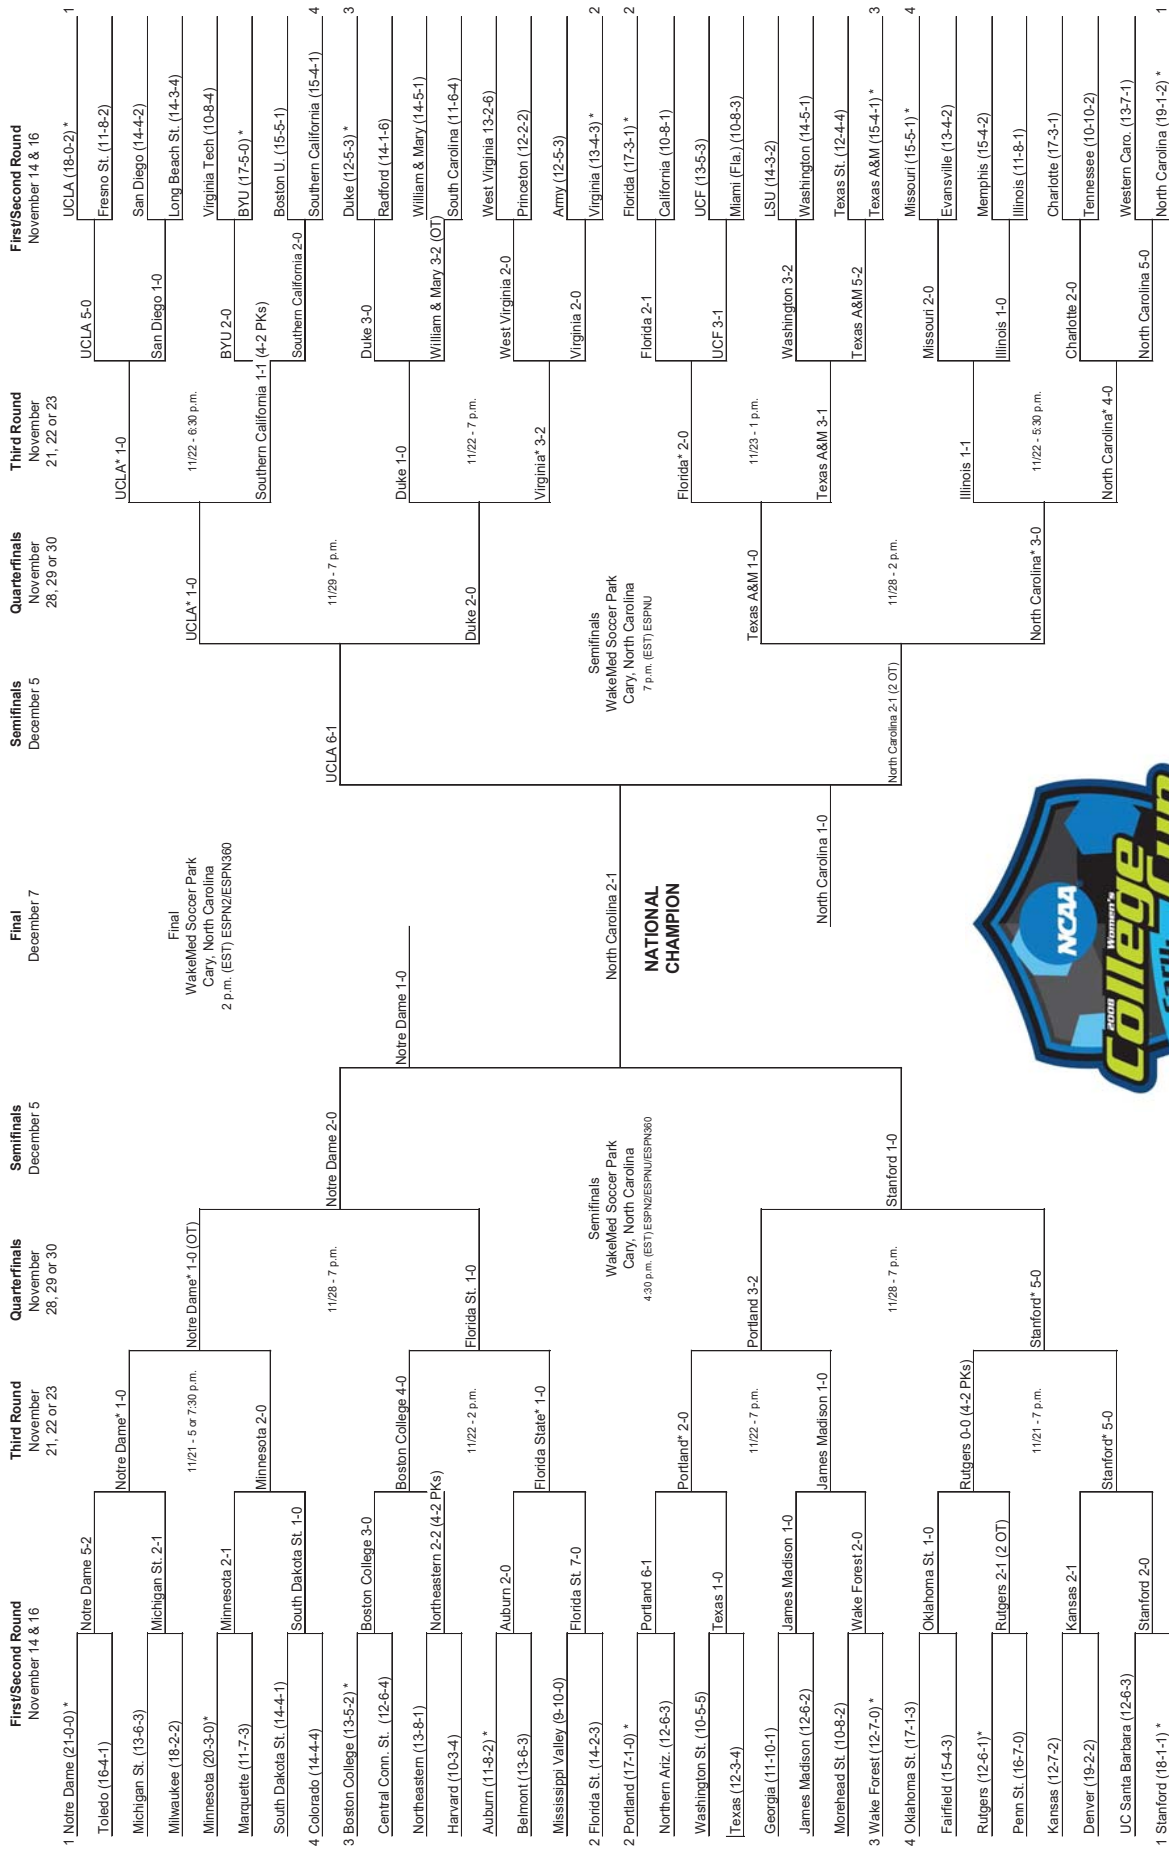 First/Second Round
November 14 & 16
Third Round
November
21, 22 or 23
Quarterfinals
November
28, 29 or 30
Semifinals
December 5
Final
December 7
Semifinals
December 5
Quarterfinals
November
28, 29 or 30
Third Round
November
21, 22 or 23
First/Second Round
November 14 & 16
1 Notre Dame (21-0-0) *
Toledo (16-4-1)
Michigan St. (13-6-3)
Milwaukee (18-2-2)
Minnesota (20-3-0)*
Marquette (11-7-3)
South Dakota St. (14-4-1)
4 Colorado (14-4-4)
3 Boston College (13-5-2) *
Central Conn. St. (12-6-4)
Northeastern (13-8-1)
Harvard (10-3-4)
Auburn (11-8-2) *
Belmont (13-6-3)
Mississippi Valley (9-10-0)
2 Florida St. (14-2-3)
2 Portland (17-1-0) *
Northern Ariz. (12-6-3)
Washington St. (10-5-5)
Texas (12-3-4)
Georgia (11-10-1)
James Madison (12-6-2)
Morehead St. (10-8-2)
3 Wake Forest (12-7-0) *
4 Oklahoma St. (17-1-3)
Fairfield (15-4-3)
Rutgers (12-6-1)*
Penn St. (16-7-0)
Kansas (12-7-2)
Denver (19-2-2)
UC Santa Barbara (12-6-3)
1 Stanford (18-1-1) *
Notre Dame 5-2
Michigan St. 2-1
Minnesota 2-1
South Dakota St. 1-0
Boston College 3-0
Northeastern 2-2 (4-2 PKs)
Auburn 2-0
Florida St. 7-0
Portland 6-1
Texas 1-0
James Madison 1-0
Wake Forest 2-0
Oklahoma St. 1-0
Rutgers 2-1 (2 OT)
Kansas 2-1
Stanford 2-0
Notre Dame* 1-0
11/21 - 5 or 7:30 p.m.
Minnesota 2-0
Boston College 4-0
11/22 - 2 p.m.
Florida State* 1-0
Portland* 2-0
11/22 - 7 p.m.
James Madison 1-0
Rutgers 0-0 (4-2 PKs)
11/21 - 7 p.m.
Stanford* 5-0
Notre Dame* 1-0 (OT)
11/28 - 7 p.m.
Florida St. 1-0
Portland 3-2
11/28 - 7 p.m.
Stanford* 5-0
Notre Dame 2-0
Semifinals
WakeMed Soccer Park
Cary, North Carolina
4:30 p.m. (EST) ESPN2/ESPNU/ESPN360
Stanford 1-0
Notre Dame 1-0
Final
WakeMed Soccer Park
Cary, North Carolina
2 p.m. (EST) ESPN2/ESPN360
North Carolina 2-1
NATIONAL
CHAMPION
North Carolina 1-0
NCAA
2008
Women's
College
Cup
UCLA 6-1
Semifinals
WakeMed Soccer Park
Cary, North Carolina
7 p.m. (EST) ESPNU
North Carolina 2-1 (2 OT)
UCLA* 1-0
11/29 - 7 p.m.
Duke 2-0
Texas A&M 1-0
11/28 - 2 p.m.
North Carolina* 3-0
UCLA* 1-0
11/22 - 6:30 p.m.
Southern California 1-1 (4-2 PKs)
Duke 1-0
11/22 - 7 p.m.
Virginia* 3-2
Florida* 2-0
11/23 - 1 p.m.
Texas A&M 3-1
Illinois 1-1
11/22 - 5:30 p.m.
North Carolina* 4-0
UCLA 5-0
San Diego 1-0
BYU 2-0
Southern California 2-0
Duke 3-0
William & Mary 3-2 (OT)
West Virginia 2-0
Virginia 2-0
Florida 2-1
UCF 3-1
Washington 3-2
Texas A&M 5-2
Missouri 2-0
Illinois 1-0
Charlotte 2-0
North Carolina 5-0
UCLA (18-0-2) * 1
Fresno St. (11-8-2)
San Diego (14-4-2)
Long Beach St. (14-3-4)
Virginia Tech (10-8-4)
BYU (17-5-0) *
Boston U. (15-5-1)
Southern California (15-4-1) 4
Duke (12-5-3) * 3
Radford (14-1-6)
William & Mary (14-5-1)
South Carolina (11-6-4)
West Virginia 13-2-6)
Princeton (12-2-2)
Army (12-5-3)
Virginia (13-4-3) * 2
Florida (17-3-1) * 2
California (10-8-1)
UCF (13-5-3)
Miami (Fla.) (10-8-3)
LSU (14-3-2)
Washington (14-5-1)
Texas St. (12-4-4)
Texas A&M (15-4-1) * 3
Missouri (15-5-1) * 4
Evansville (13-4-2)
Memphis (15-4-2)
Illinois (11-8-1)
Charlotte (17-3-1)
Tennessee (10-10-2)
Western Caro. (13-7-1)
North Carolina (19-1-2) * 1